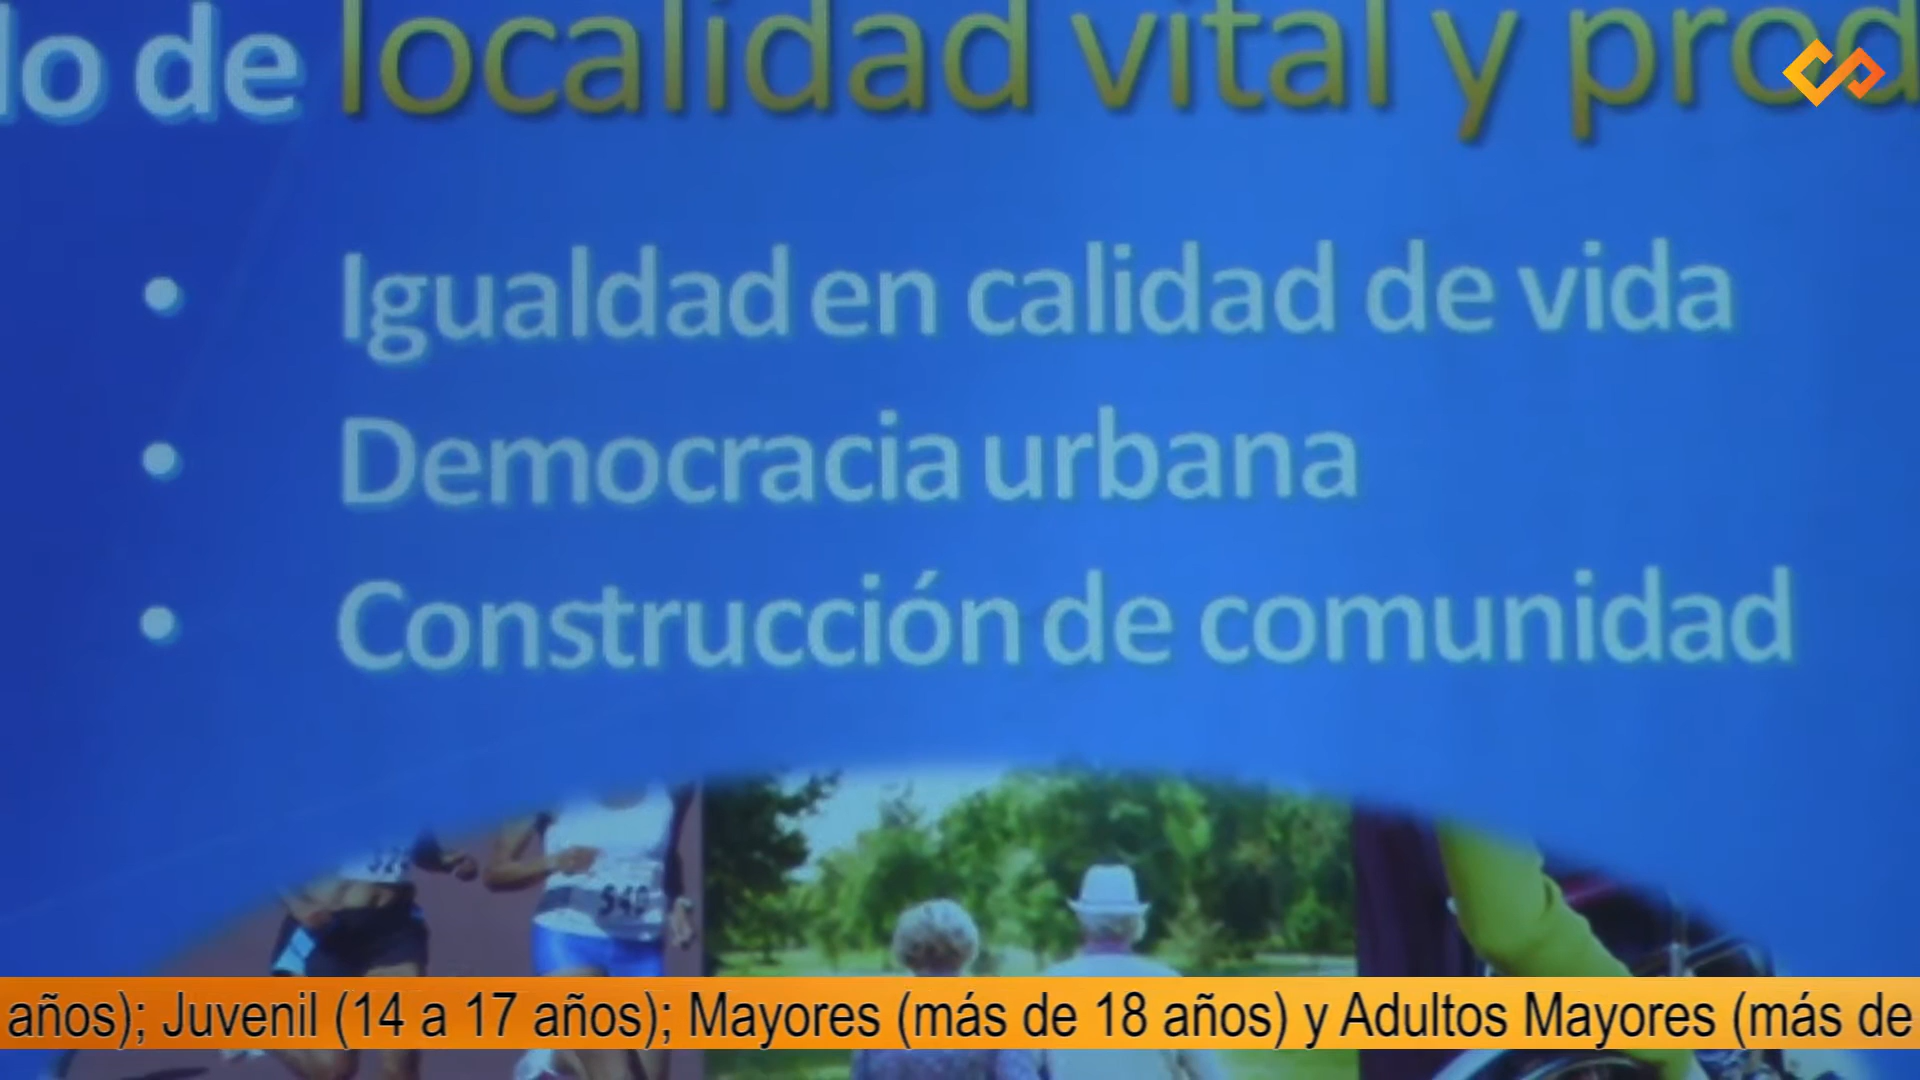 lo de localidad vital y prod
• Igualdad en calidad de vida
• Democracia urbana
• Construcción de comunidad
540
años); Juvenil (14 a 17 años); Mayores (más de 18 años) y Adultos Mayores (más de